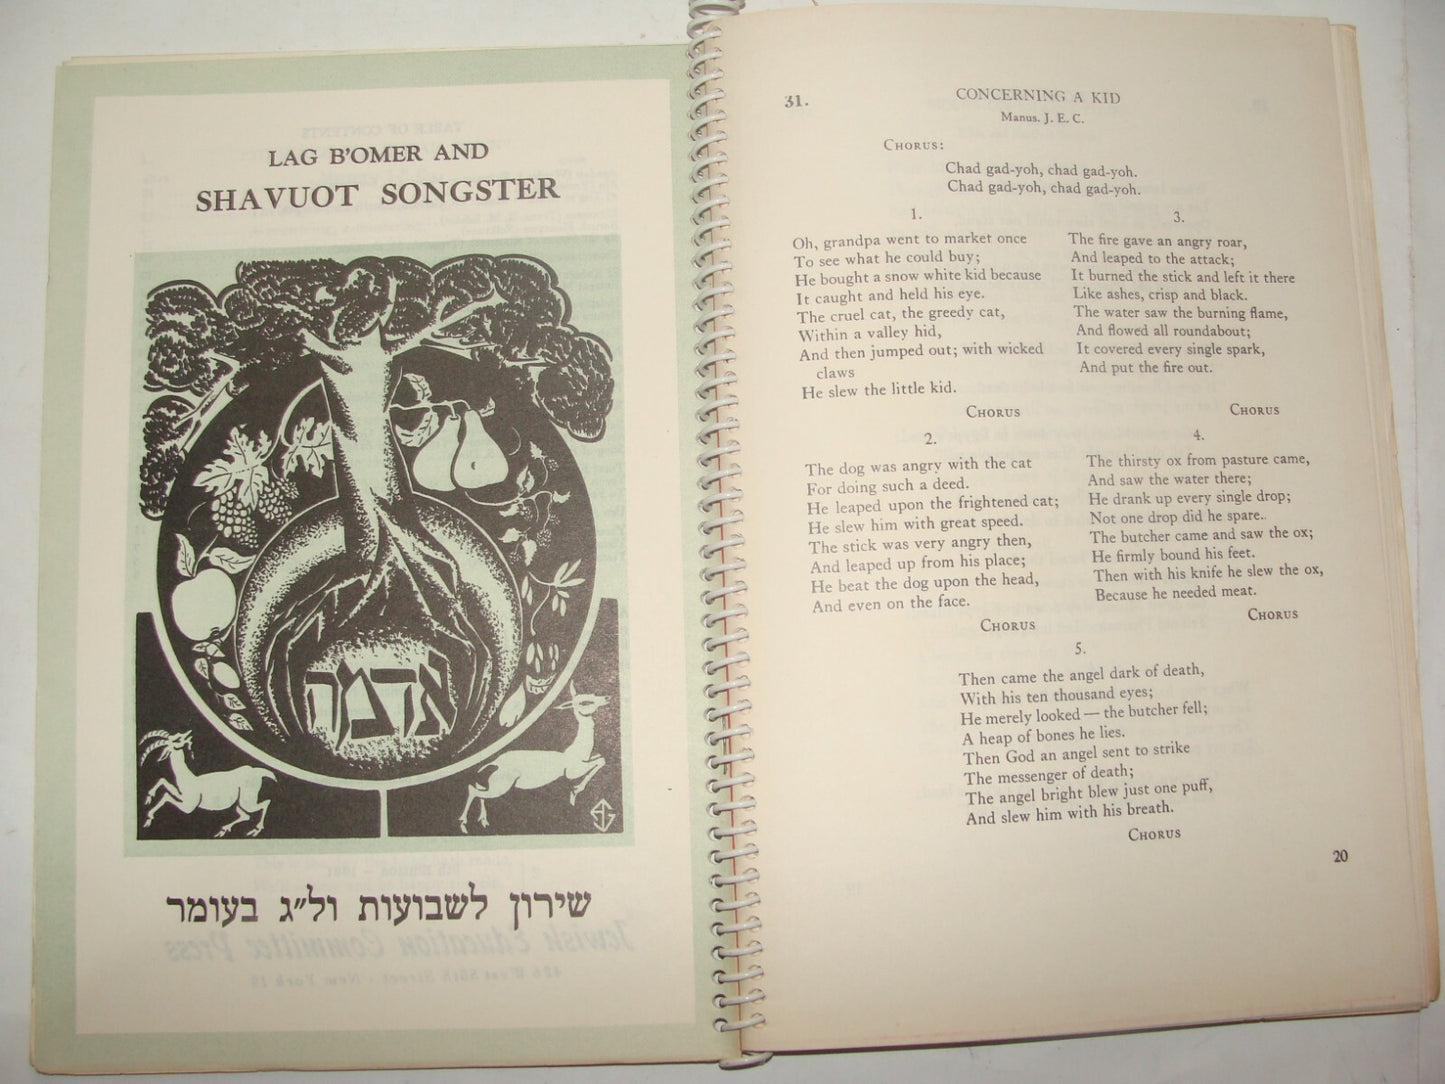 LAG B'OMER AND
SHAVUOT SONGSTER
אדמה
שירון לשבועות ול״ג בעומר
31.
CONCERNING A KID
Manus. J. E. C.
CHORUS:
Chad gad-yoh, chad gad-yoh.
Chad gad-yoh, chad gad-yoh.
1.
Oh, grandpa went to market once
To see what he could buy;
He bought a snow white kid because
It caught and held his eye.
The cruel cat, the greedy cat,
Within a valley hid,
And then jumped out; with wicked
claws
He slew the little kid.
CHORUS
2.
The dog was angry with the cat
For doing such a deed.
He leaped upon the frightened cat;
He slew him with great speed.
The stick was very angry then,
And leaped up from his place;
He beat the dog upon the head,
And even on the face.
CHORUS
3.
The fire gave an angry roar,
And leaped to the attack;
It burned the stick and left it there
Like ashes, crisp and black.
The water saw the burning flame,
And flowed all roundabout;
It covered every single spark,
And put the fire out.
CHORUS
4.
The thirsty ox from pasture came,
And saw the water there;
He drank up every single drop;
Not one drop did he spare..
The butcher came and saw the ox;
He firmly bound his feet.
Then with his knife he slew the ox,
Because he needed meat.
CHORUS
5.
Then came the angel dark of death,
With his ten thousand eyes;
He merely looked — the butcher fell;
A heap of bones he lies.
Then God an angel sent to strike
The messenger of death;
The angel bright blew just one puff,
And slew him with his breath.
CHORUS
20
Jewish Education Committee Press
426 West 58th Street · New York 19
TABLE OF CONTENTS